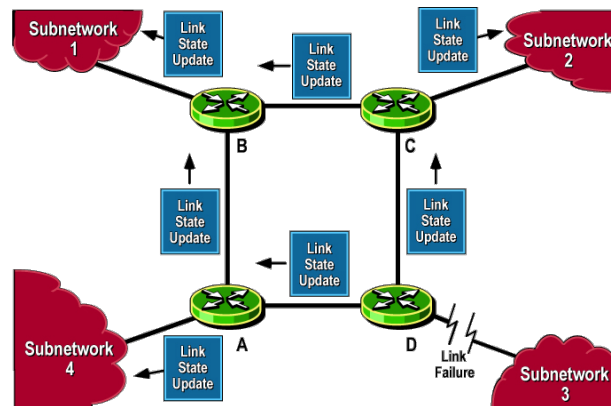 Subnetwork
1
Link
State
Update
Link
State
Update
Link
State
Update
Subnetwork
2
B
C
Link
State
Update
Link
State
Update
Link
State
Update
Subnetwork
4
A
D
Link
State
Update
Link
Failure
Subnetwork
3